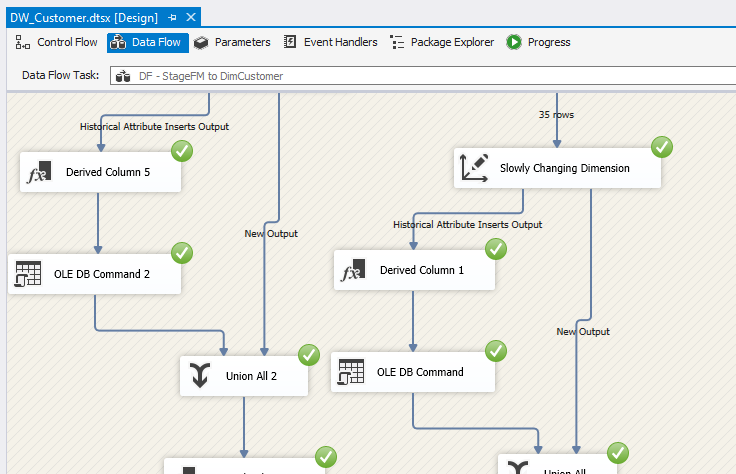 DW_Customer.dtsx [Design]
Control Flow
Data Flow
Parameters
Event Handlers
Package Explorer
Progress
Data Flow Task:
DF - StageFM to DimCustomer
Historical Attribute Inserts Output
35 rows
Derived Column 5
Slowly Changing Dimension
Historical Attribute Inserts Output
New Output
OLE DB Command 2
Derived Column 1
New Output
Union All 2
OLE DB Command
Union All